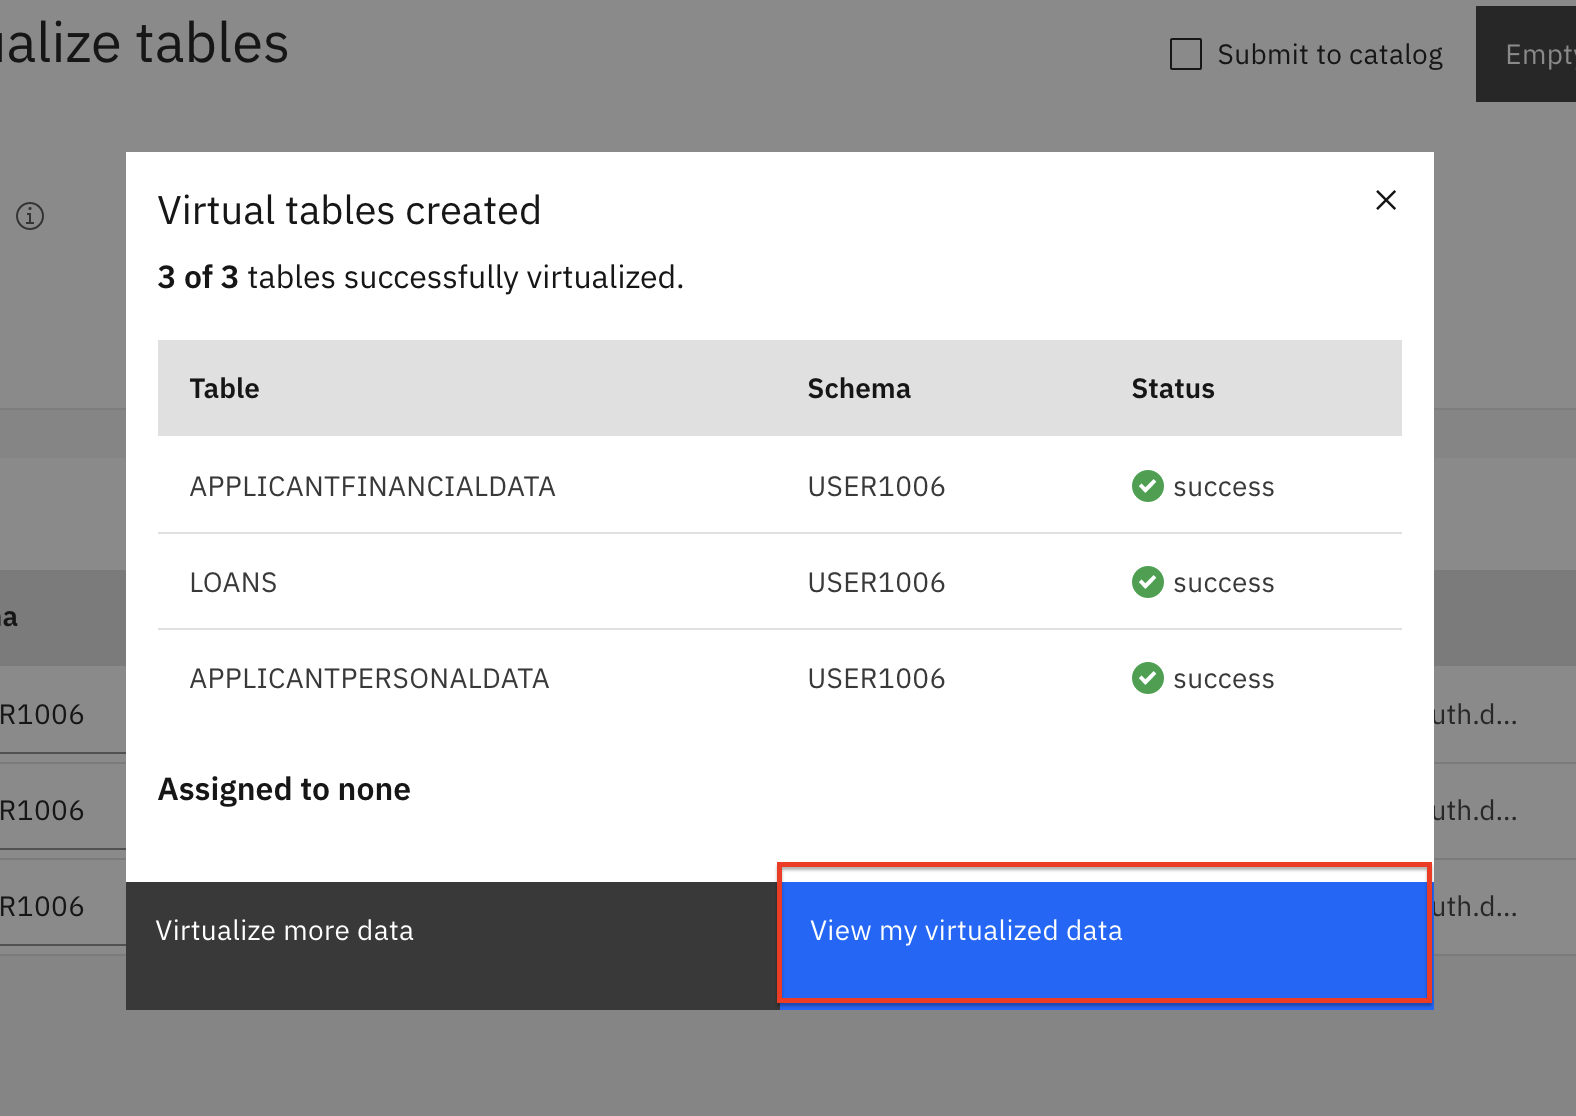 alize tables
Submit to catalog
Empty
Virtual tables created
3 of 3 tables successfully virtualized.
Table Schema Status
APPLICANTFINANCIALDATA USER1006 success
LOANS USER1006 success
a
APPLICANTPERSONALDATA USER1006 success
R1006 uth.d...
Assigned to none
R1006 uth.d...
R1006 uth.d...
Virtualize more data
View my virtualized data